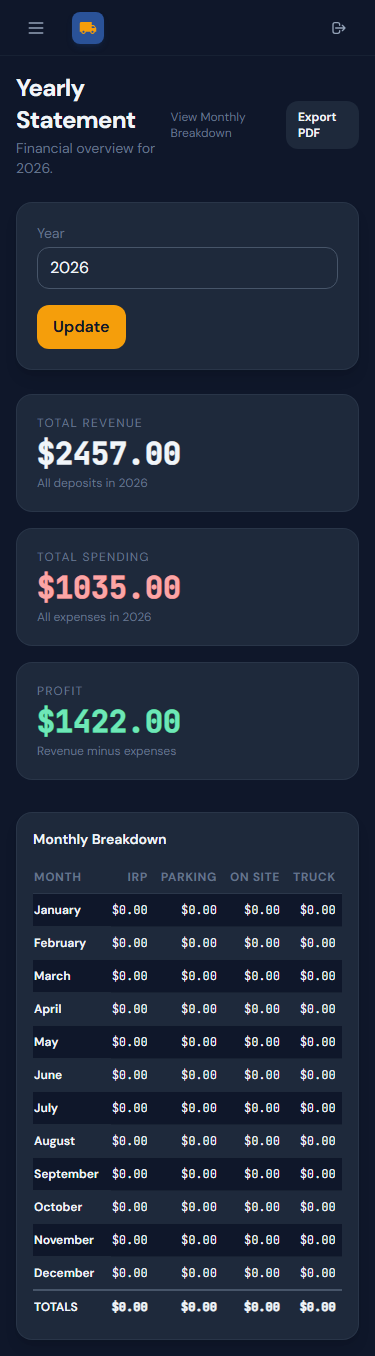 Yearly
Statement
Financial overview for
2026.
View Monthly
Breakdown
Export
PDF
Year
2026
Update
TOTAL REVENUE
$2457.00
All deposits in 2026
TOTAL SPENDING
$1035.00
All expenses in 2026
PROFIT
$1422.00
Revenue minus expenses
Monthly Breakdown
MONTH IRP PARKING ON SITE TRUCK
January $0.00 $0.00 $0.00 $0.00
February $0.00 $0.00 $0.00 $0.00
March $0.00 $0.00 $0.00 $0.00
April $0.00 $0.00 $0.00 $0.00
May $0.00 $0.00 $0.00 $0.00
June $0.00 $0.00 $0.00 $0.00
July $0.00 $0.00 $0.00 $0.00
August $0.00 $0.00 $0.00 $0.00
September $0.00 $0.00 $0.00 $0.00
October $0.00 $0.00 $0.00 $0.00
November $0.00 $0.00 $0.00 $0.00
December $0.00 $0.00 $0.00 $0.00
TOTALS $0.00 $0.00 $0.00 $0.00